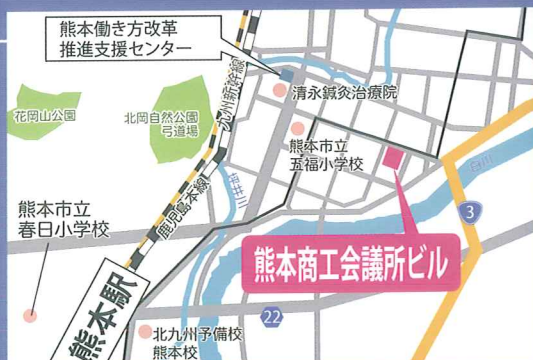 熊本働き方改革
推進支援センター
九州新幹線
清永鍼灸治療院
花岡山公園
北岡自然公園
弓道場
熊本市立
五福小学校
白川
坪井川
鹿児島本線
熊本市立
春日小学校
3
熊本商工会議所ビル
熊本駅
22
北九州予備校
熊本校